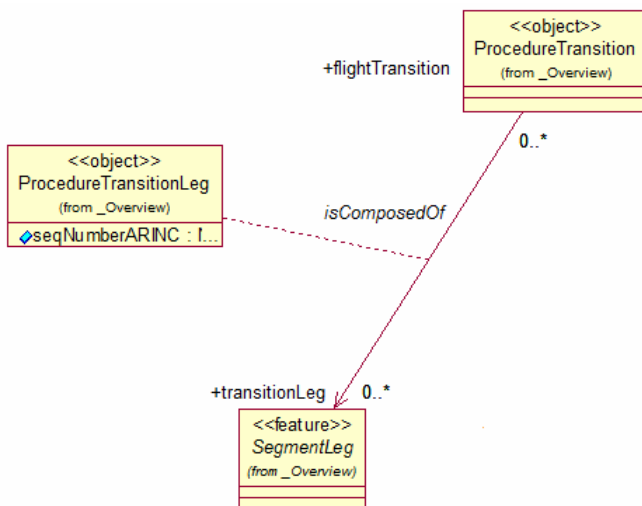 <<object>>
ProcedureTransition
(from _Overview)
+flightTransition
0..*
<<object>>
ProcedureTransitionLeg
(from _Overview)
seqNumberARINC : 
isComposedOf
+transitionLeg
0..*
<<feature>>
SegmentLeg
(from _Overview)